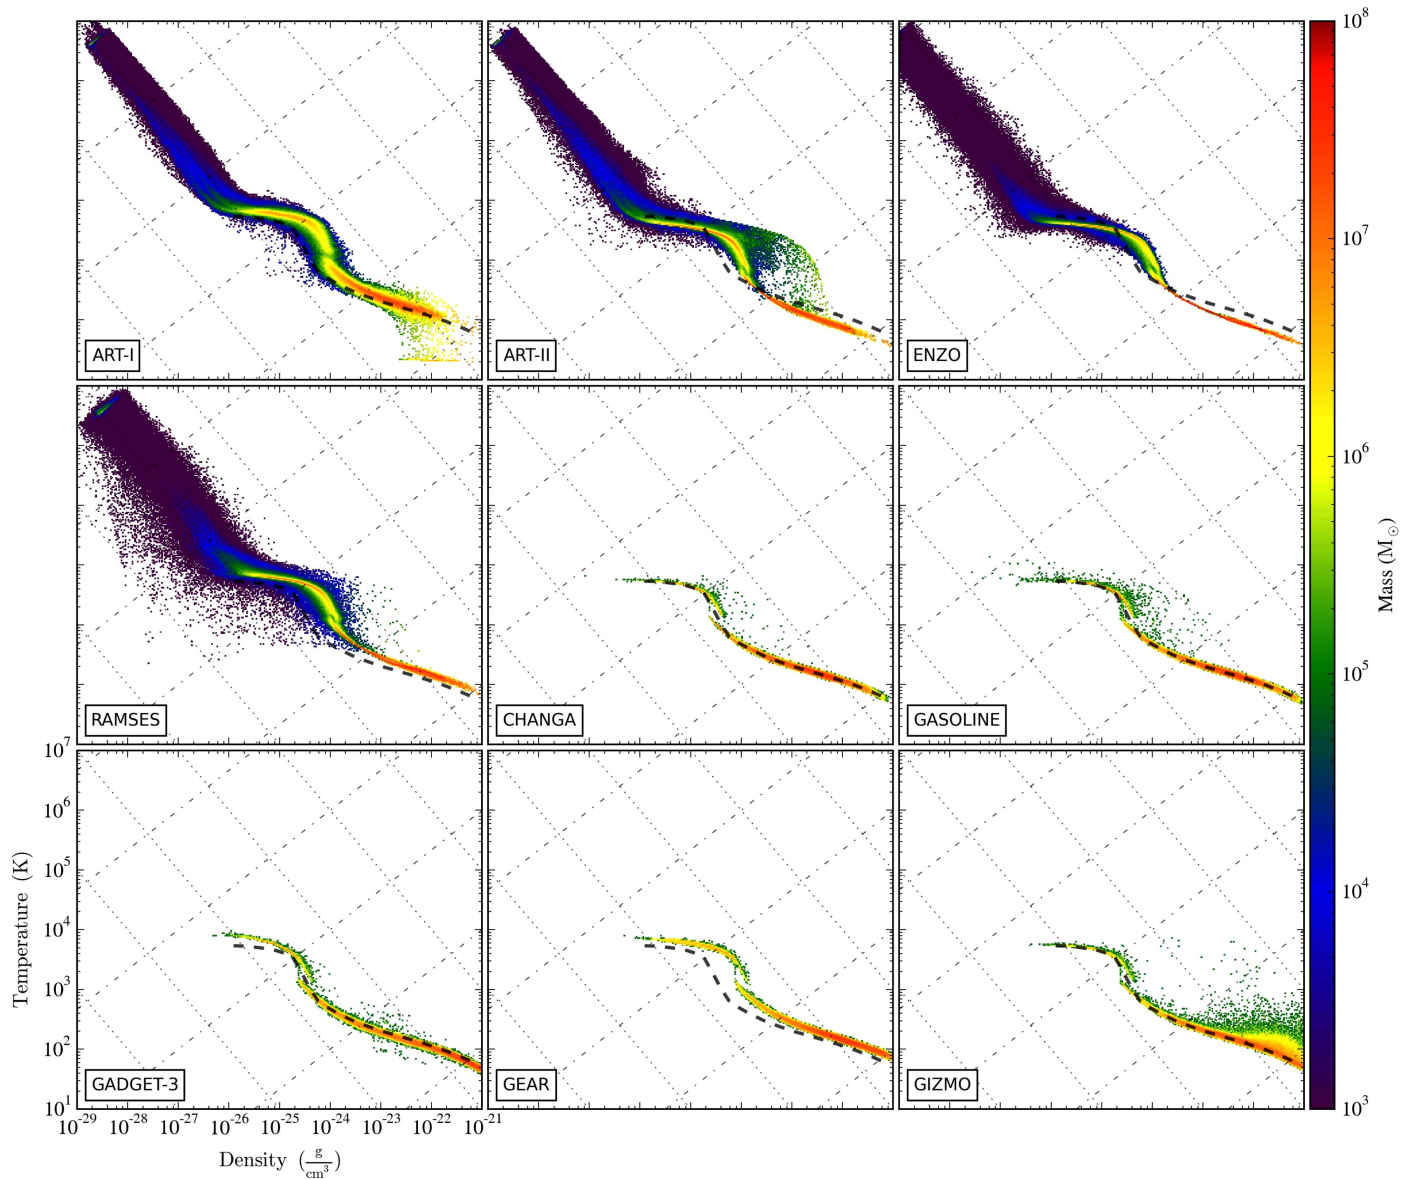 ART-I
ART-II
ENZO
RAMSES
CHANGA
GASOLINE
GADGET-3
GEAR
GIZMO
10^7
10^6
10^5
10^4
10^3
10^2
10^1
Temperature (K)
10^-29 10^-28 10^-27 10^-26 10^-25 10^-24 10^-23 10^-22 10^-21
Density (g/cm^3)
10^8
10^7
10^6
10^5
10^4
10^3
Mass (M⊙)